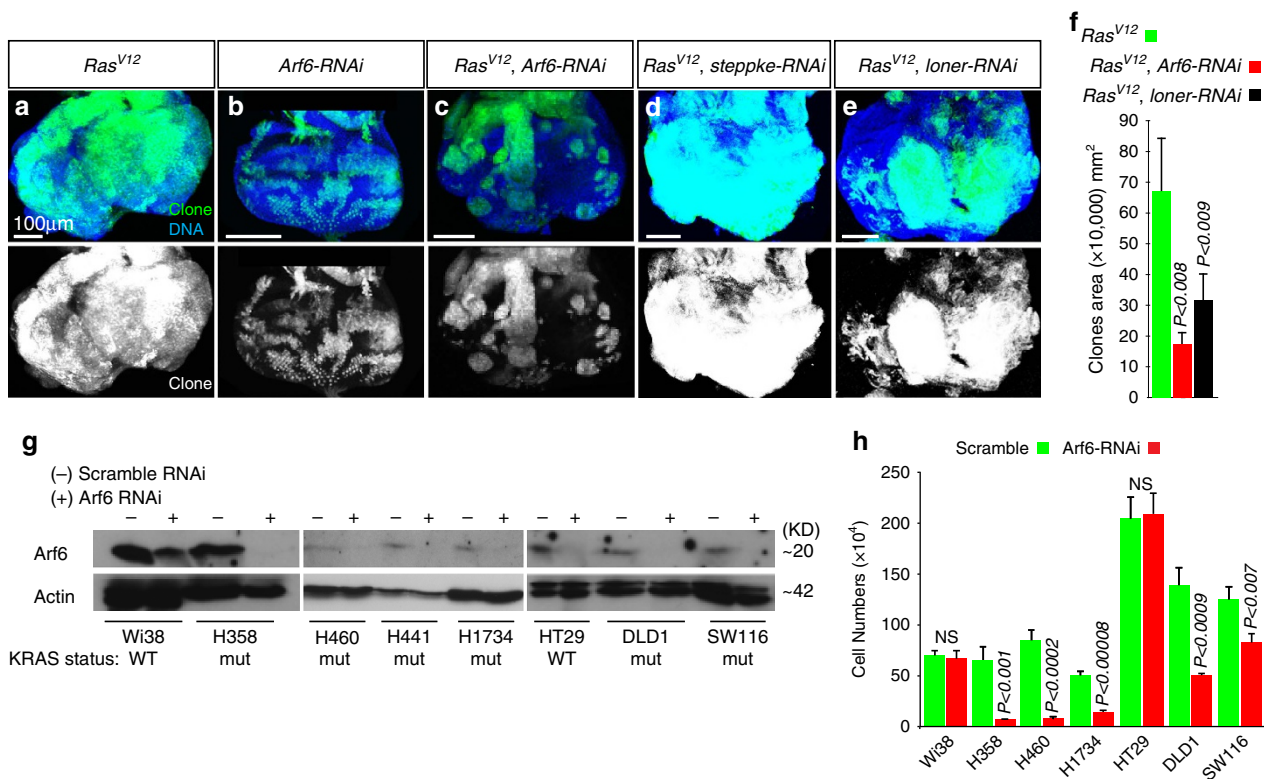 Ras^V12
Arf6-RNAi
Ras^V12, Arf6-RNAi
Ras^V12, steppke-RNAi
Ras^V12, loner-RNAi
a
b
c
d
e
100μm
Clone
DNA
Clone
f
Ras^V12
Ras^V12, Arf6-RNAi
Ras^V12, loner-RNAi
Clones area (×10,000) mm²
90
80
70
60
50
40
30
20
10
0
P<0.008
P<0.009
g
(–) Scramble RNAi
(+) Arf6 RNAi
– + – + – + – + – + – + – + – +
(KD)
Arf6
~20
Actin
~42
Wi38 H358 H460 H441 H1734 HT29 DLD1 SW116
KRAS status: WT mut mut mut mut WT mut mut
h
Scramble Arf6-RNAi
Cell Numbers (×10⁴)
250
200
150
100
50
0
NS
P<0.001
P<0.0002
P<0.00008
NS
P<0.0009
P<0.007
Wi38
H358
H460
H1734
HT29
DLD1
SW116